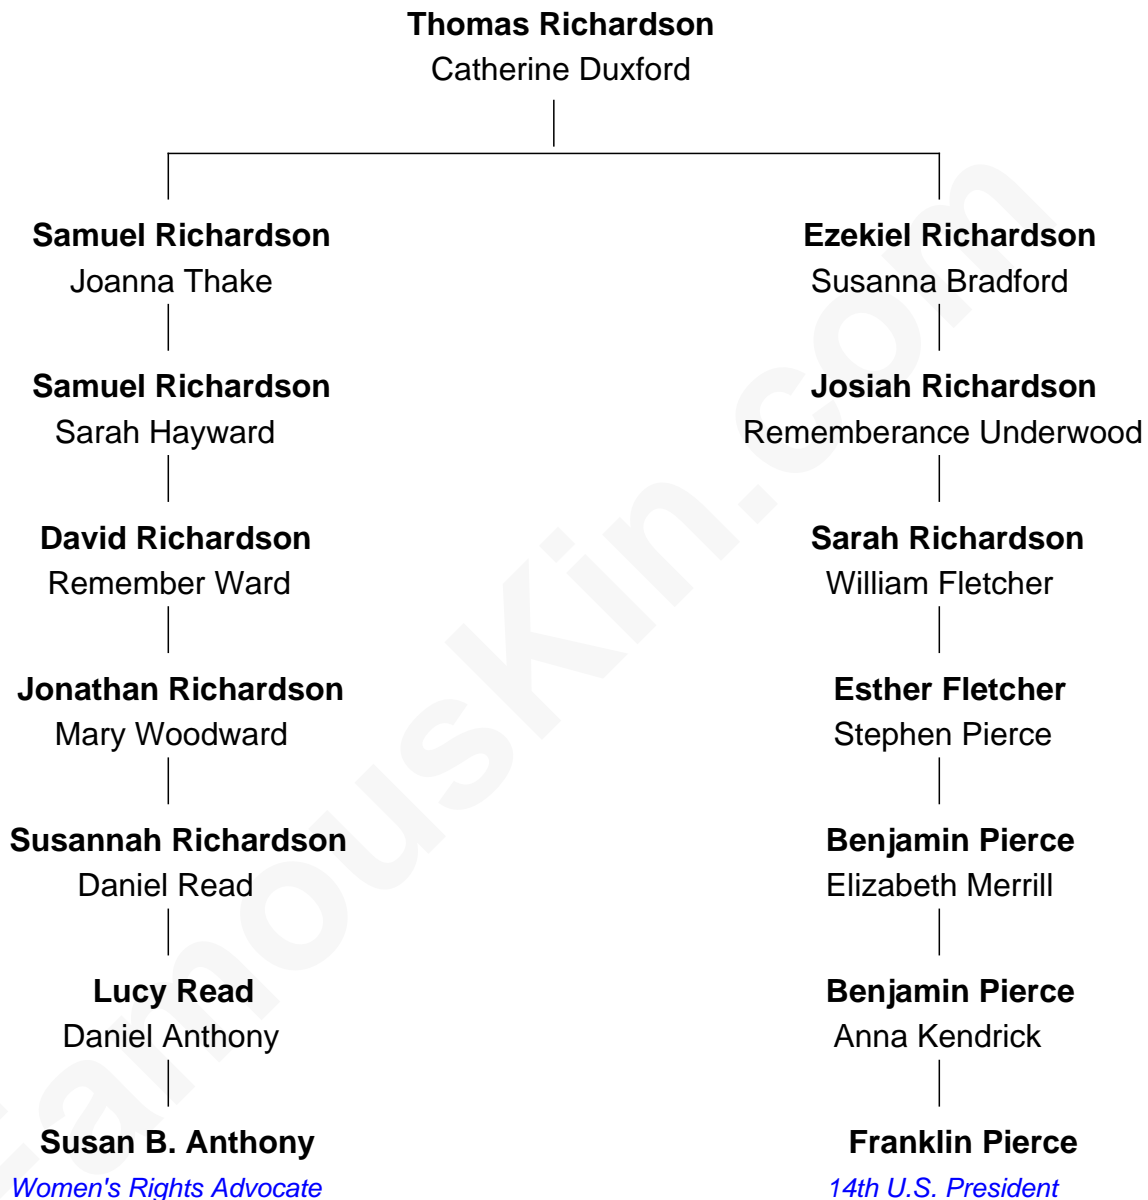 Thomas Richardson
Catherine Duxford
Samuel Richardson
Joanna Thake
Samuel Richardson
Sarah Hayward
David Richardson
Remember Ward
Jonathan Richardson
Mary Woodward
Susannah Richardson
Daniel Read
Lucy Read
Daniel Anthony
Susan B. Anthony
Women's Rights Advocate
Ezekiel Richardson
Susanna Bradford
Josiah Richardson
Rememberance Underwood
Sarah Richardson
William Fletcher
Esther Fletcher
Stephen Pierce
Benjamin Pierce
Elizabeth Merrill
Benjamin Pierce
Anna Kendrick
Franklin Pierce
14th U.S. President
FamousKin.com